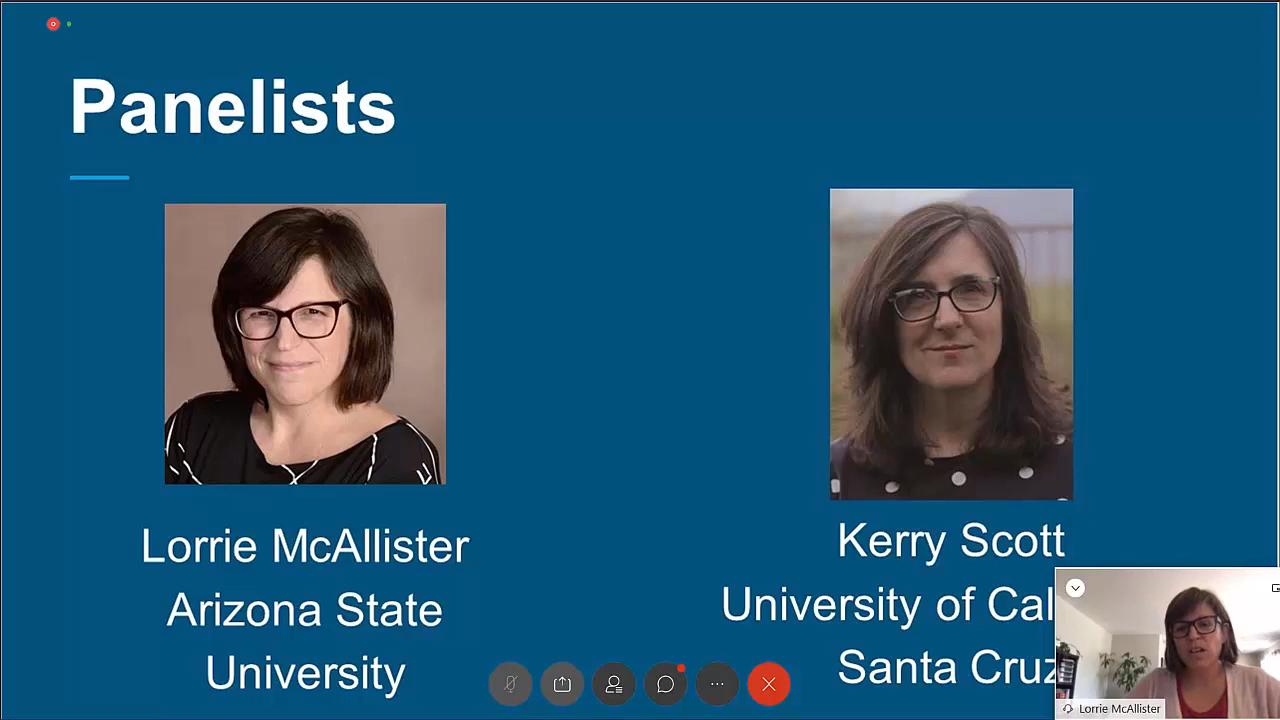 Panelists
Lorrie McAllister
Arizona State
University
Kerry Scott
University of Cal
Santa Cruz
Lorrie McAllister